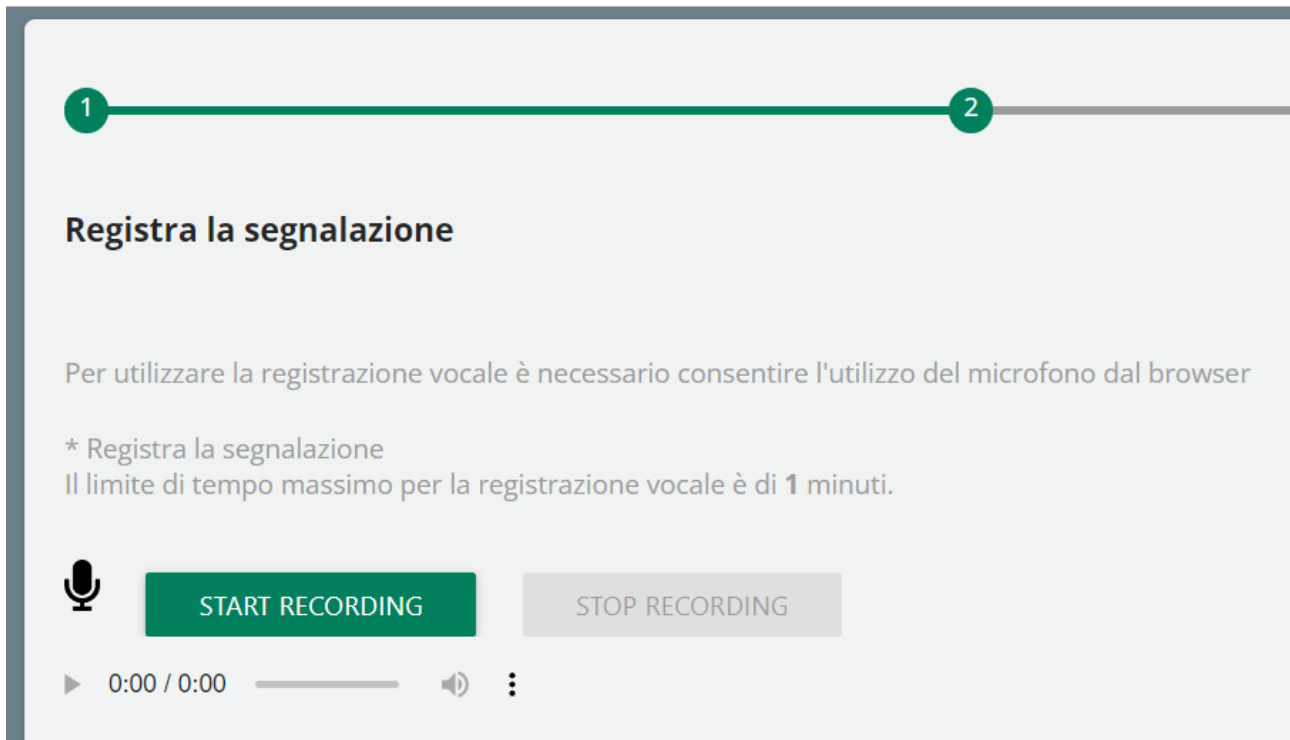 1
2
Registra la segnalazione
Per utilizzare la registrazione vocale è necessario consentire l'utilizzo del microfono dal browser
* Registra la segnalazione
Il limite di tempo massimo per la registrazione vocale è di 1 minuti.
START RECORDING
STOP RECORDING
0:00 / 0:00